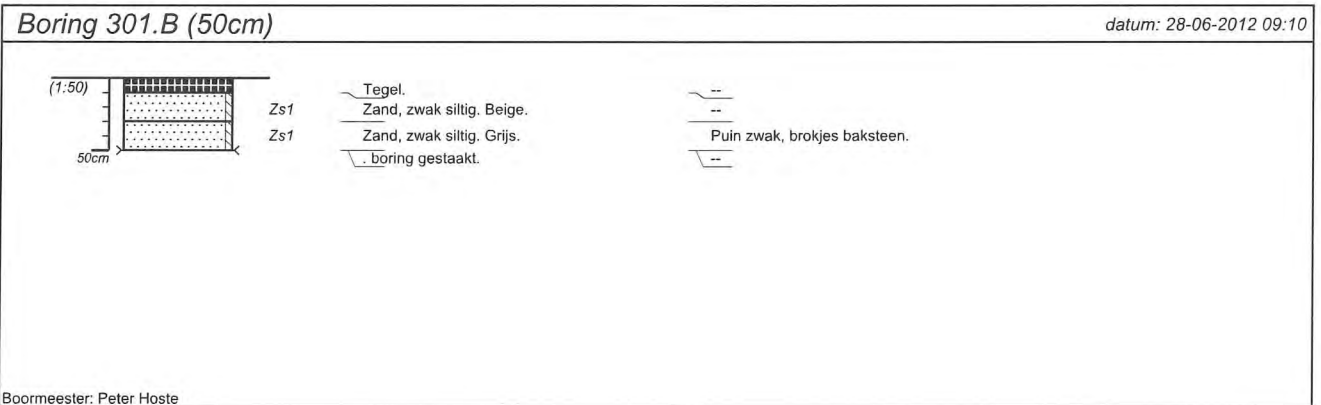 Boring 301.B (50cm) datum: 28-06-2012 09:10
(1:50) Tegel. --
Zs1 Zand, zwak siltig. Beige. --
Zs1 Zand, zwak siltig. Grijs. Puin zwak, brokjes baksteen.
50cm . boring gestaakt. --
Boormeester: Peter Hoste